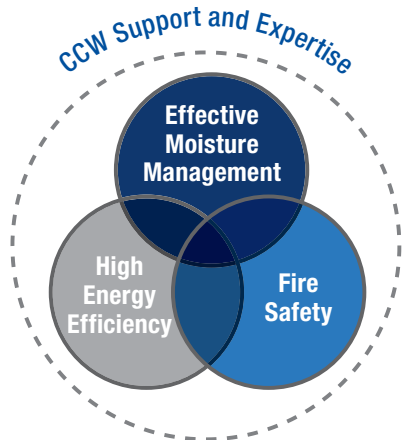 CCW Support and Expertise
Effective
Moisture
Management
High
Energy
Efficiency
Fire
Safety